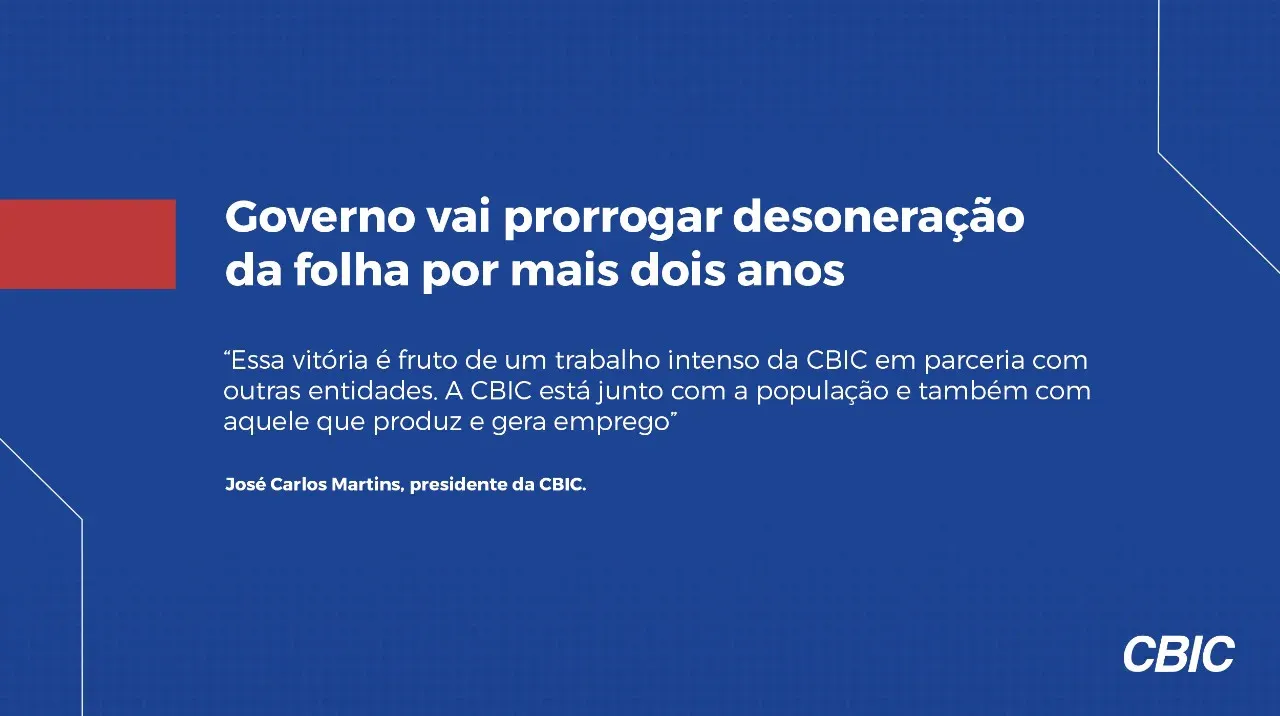 Governo vai prorrogar desoneração
da folha por mais dois anos
“Essa vitória é fruto de um trabalho intenso da CBIC em parceria com
outras entidades. A CBIC está junto com a população e também com
aquele que produz e gera emprego”
José Carlos Martins, presidente da CBIC.
CBIC